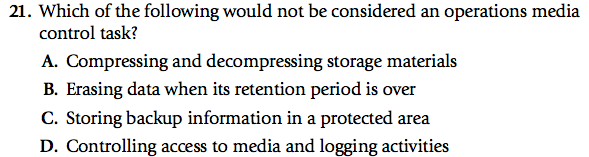 21. Which of the following would not be considered an operations media
control task?
A. Compressing and decompressing storage materials
B. Erasing data when its retention period is over
C. Storing backup information in a protected area
D. Controlling access to media and logging activities